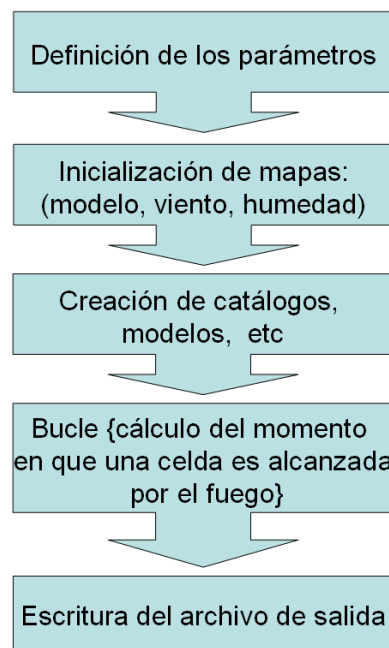 Definición de los parámetros
Inicialización de mapas:
(modelo, viento, humedad)
Creación de catálogos,
modelos, etc
Bucle {cálculo del momento
en que una celda es alcanzada
por el fuego}
Escritura del archivo de salida